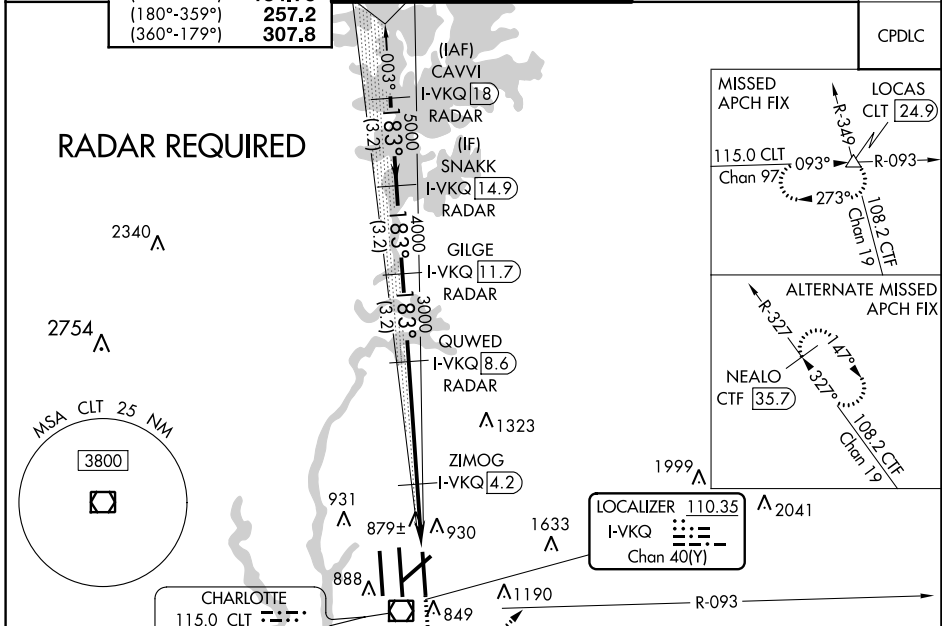 (180°-359°) 257.2
(360°-179°) 307.8
CPDLC
RADAR REQUIRED
003°
(IAF)
CAVVI
I-VKQ 18
RADAR
183°
5000
(3.2)
(IF)
SNAKK
I-VKQ 14.9
RADAR
183°
4000
(3.2)
GILGE
I-VKQ 11.7
RADAR
183°
3000
(3.2)
QUWED
I-VKQ 8.6
RADAR
ZIMOG
I-VKQ 4.2
MISSED
APCH FIX
LOCAS
CLT 24.9
R-349
115.0 CLT
Chan 97
093°
R-093
273°
108.2 CTF
Chan 19
ALTERNATE MISSED
APCH FIX
R-327
147°
NEALO
CTF 35.7
327°
108.2 CTF
Chan 19
2340
2754
MSA CLT 25 NM
3800
1323
1999
2041
931
879±
930
1633
LOCALIZER 110.35
I-VKQ
Chan 40(Y)
888
849
1190
R-093
CHARLOTTE
115.0 CLT